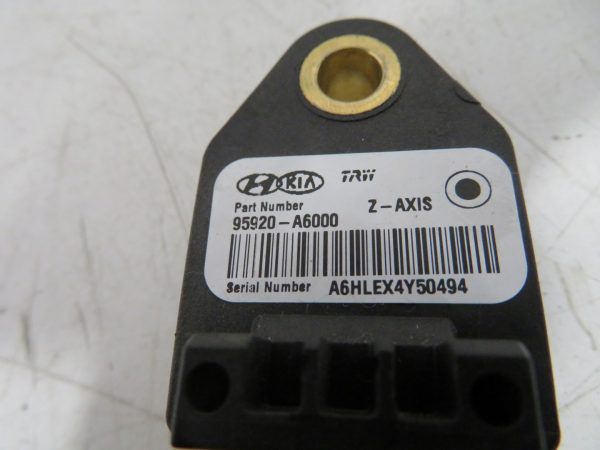 H KIA TRW
Part Number
95920-A6000 Z-AXIS
Serial Number A6HLEX4Y50494